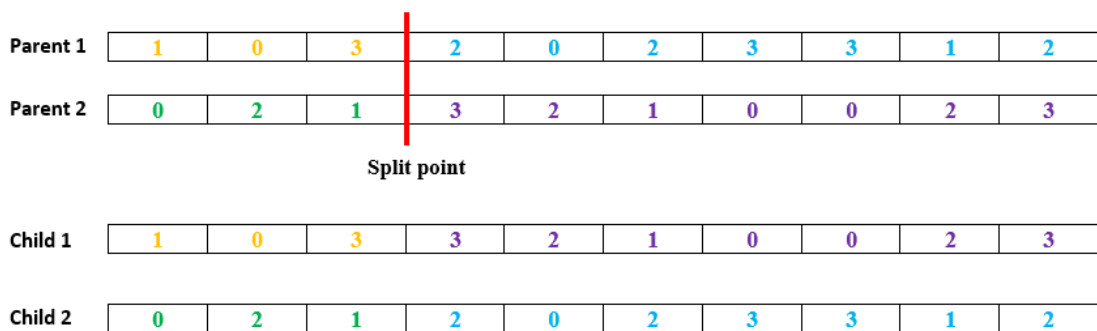 Parent 1 1 0 3 2 0 2 3 3 1 2
Parent 2 0 2 1 3 2 1 0 0 2 3
Split point
Child 1 1 0 3 3 2 1 0 0 2 3
Child 2 0 2 1 2 0 2 3 3 1 2